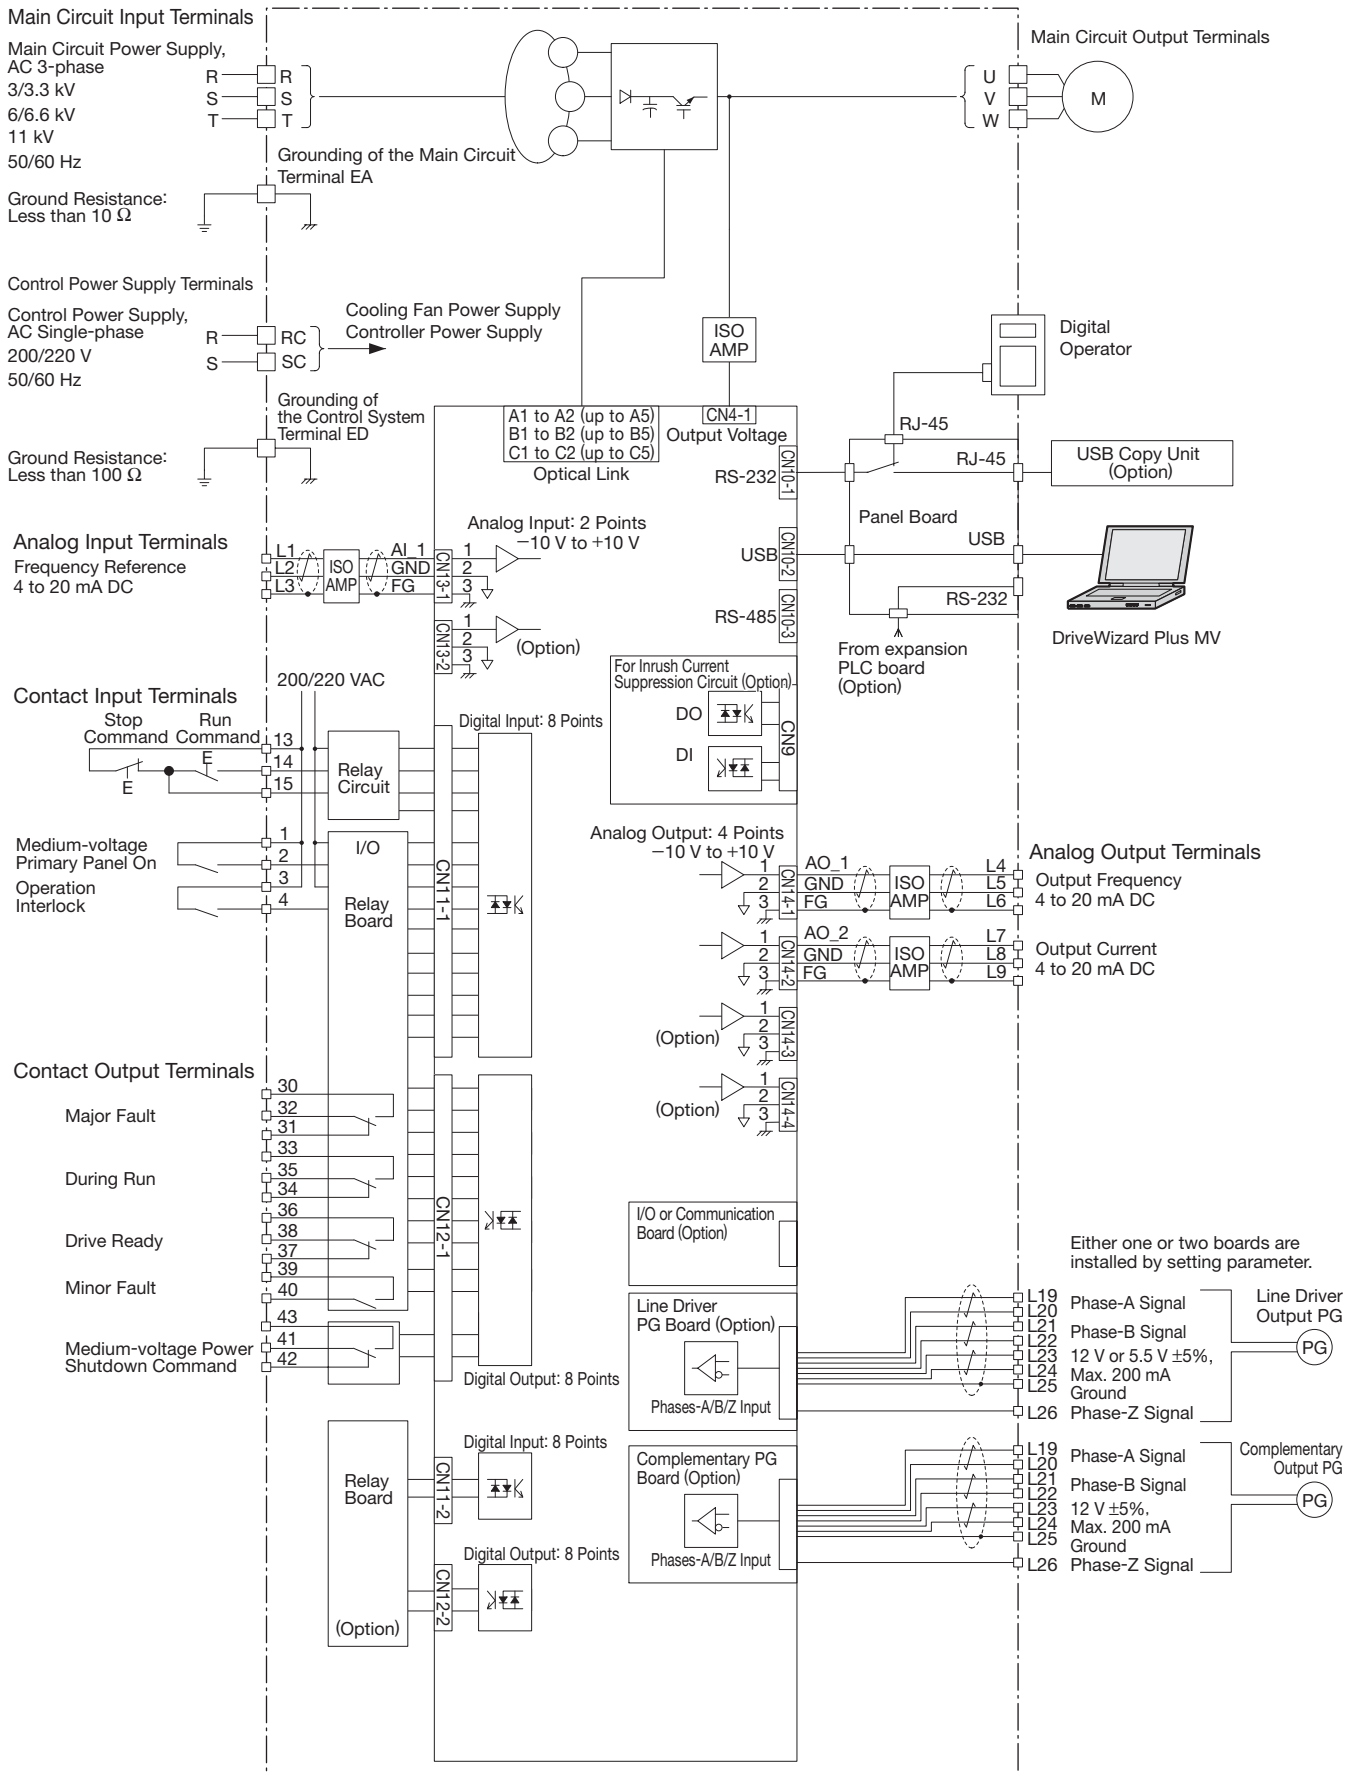 Main Circuit Input Terminals
Main Circuit Power Supply,
AC 3-phase
3/3.3 kV
6/6.6 kV
11 kV
50/60 Hz
R
S
T
R
S
T
Grounding of the Main Circuit
Terminal EA
Ground Resistance:
Less than 10 Ω
Main Circuit Output Terminals
U
V
W
M
Control Power Supply Terminals
Control Power Supply,
AC Single-phase
200/220 V
50/60 Hz
R
S
RC
SC
Cooling Fan Power Supply
Controller Power Supply
Grounding of
the Control System
Terminal ED
Ground Resistance:
Less than 100 Ω
ISO
AMP
Digital
Operator
A1 to A2 (up to A5)
B1 to B2 (up to B5)
C1 to C2 (up to C5)
Optical Link
CN4-1
Output Voltage
RS-232
CN10-1
RJ-45
RJ-45
USB Copy Unit
(Option)
Panel Board
USB
CN10-2
USB
RS-485
CN10-3
RS-232
DriveWizard Plus MV
From expansion
PLC board
(Option)
Analog Input Terminals
Frequency Reference
4 to 20 mA DC
L1
L2
L3
ISO
AMP
AI_1
GND
FG
CN13-1
1
2
3
Analog Input: 2 Points
−10 V to +10 V
CN13-2
1
2
3
(Option)
For Inrush Current
Suppression Circuit (Option)
DO
DI
CN9
200/220 VAC
Contact Input Terminals
Stop
Command
Run
Command
E
E
13
14
15
Relay
Circuit
Digital Input: 8 Points
Medium-voltage
Primary Panel On
Operation
Interlock
1
2
3
4
I/O
Relay
Board
CN11-1
Analog Output: 4 Points
−10 V to +10 V
1
2
3
CN14-1
AO_1
GND
FG
ISO
AMP
L4
L5
L6
Analog Output Terminals
Output Frequency
4 to 20 mA DC
1
2
3
CN14-2
AO_2
GND
FG
ISO
AMP
L7
L8
L9
Output Current
4 to 20 mA DC
(Option)
1
2
3
CN14-3
(Option)
1
2
3
CN14-4
Contact Output Terminals
Major Fault
30
32
31
During Run
33
35
34
Drive Ready
36
38
37
Minor Fault
39
40
Medium-voltage Power
Shutdown Command
43
41
42
CN12-1
Digital Output: 8 Points
I/O or Communication
Board (Option)
Line Driver
PG Board (Option)
Phases-A/B/Z Input
Either one or two boards are
installed by setting parameter.
L19
L20
L21
L22
L23
L24
L25
L26
Phase-A Signal
Phase-B Signal
12 V or 5.5 V ±5%,
Max. 200 mA
Ground
Phase-Z Signal
Line Driver
Output PG
PG
Relay
Board
(Option)
Digital Input: 8 Points
CN11-2
Digital Output: 8 Points
CN12-2
Complementary PG
Board (Option)
Phases-A/B/Z Input
L19
L20
L21
L22
L23
L24
L25
L26
Phase-A Signal
Phase-B Signal
12 V ±5%,
Max. 200 mA
Ground
Phase-Z Signal
Complementary
Output PG
PG